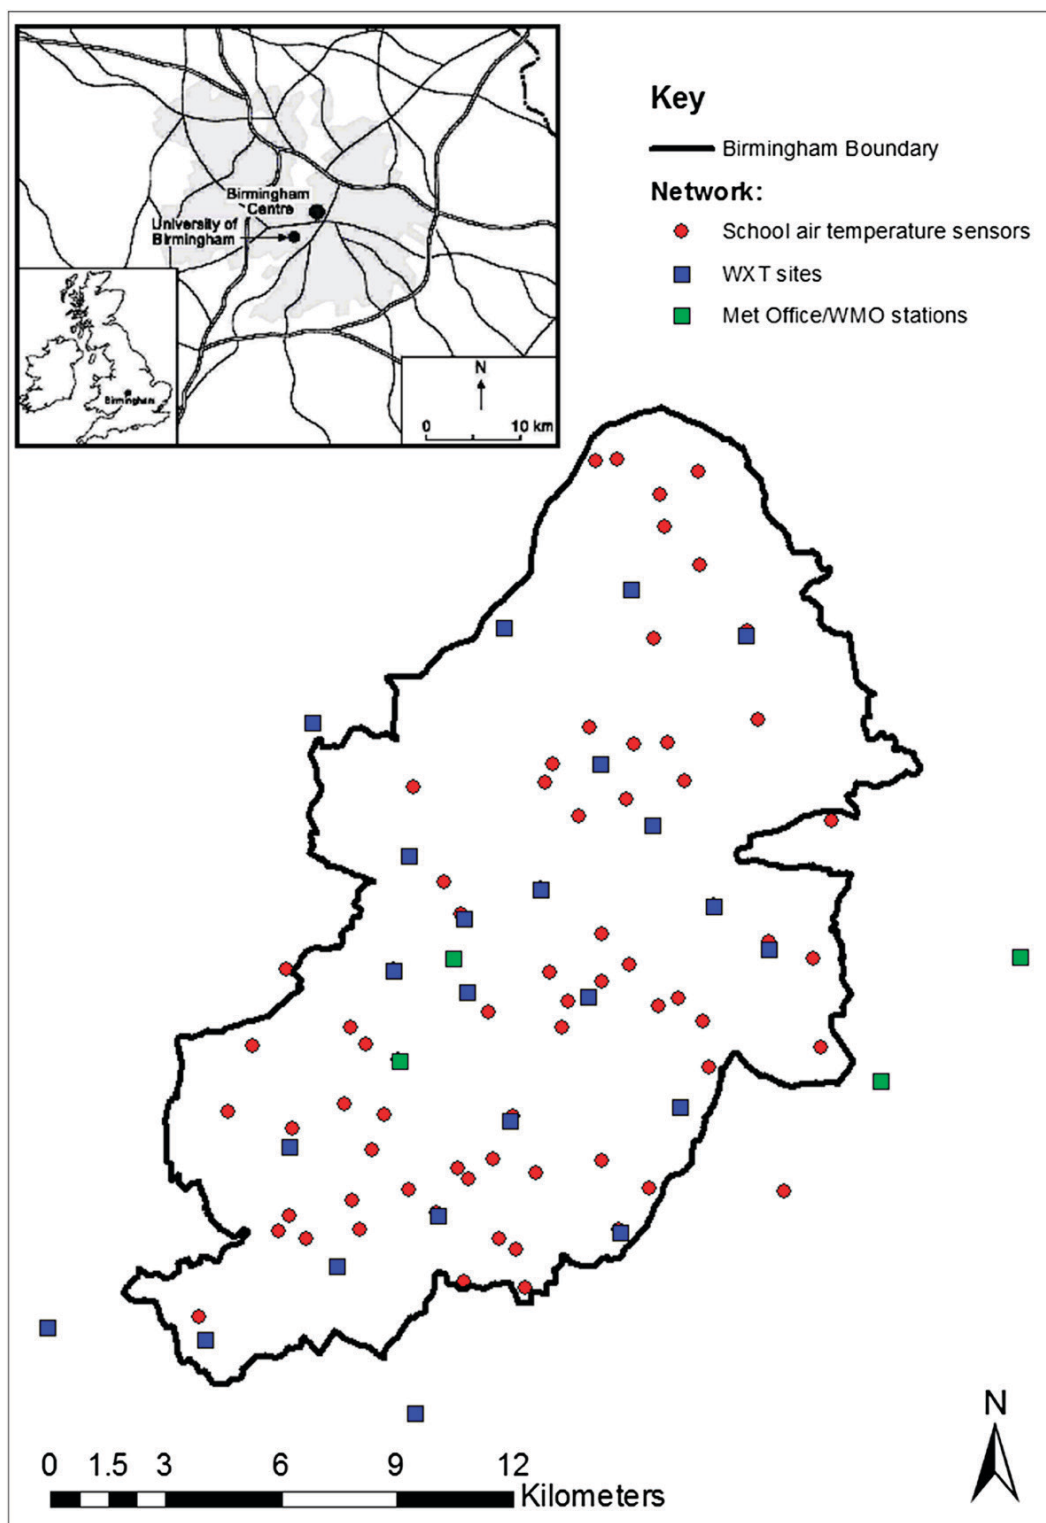 Birmingham
Centre
University of
Birmingham
Birmingham
N
0 10 km
Key
Birmingham Boundary
Network:
School air temperature sensors
WXT sites
Met Office/WMO stations
N
0 1.5 3 6 9 12
Kilometers